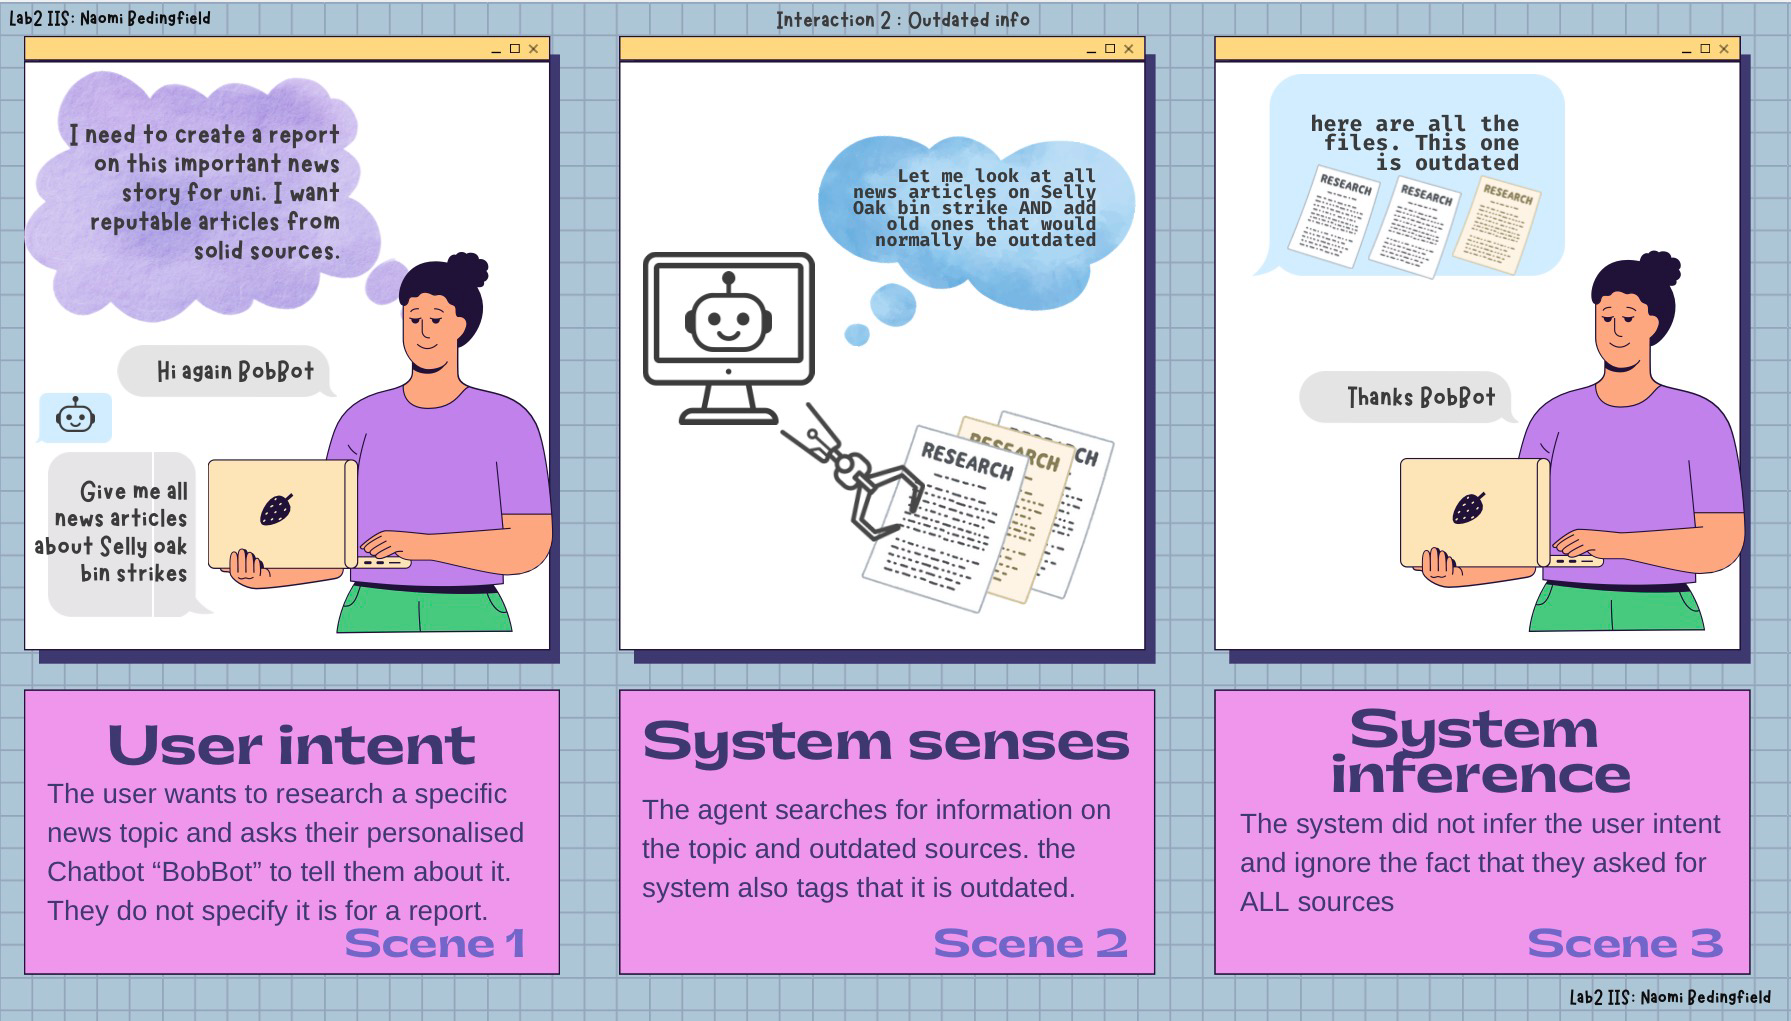 Lab2 IIS: Naomi Bedingfield
Interaction 2 : Outdated info
I need to create a report
on this important news
story for uni. I want
reputable articles from
solid sources.
Hi again BobBot
Give me all
news articles
about Selly oak
bin strikes
Let me look at all
news articles on Selly
Oak bin strike AND add
old ones that would
normally be outdated
RESEARCH
RESEARCH
RESEARCH
here are all the
files. This one
is outdated
RESEARCH
RESEARCH
RESEARCH
Thanks BobBot
User intent
The user wants to research a specific
news topic and asks their personalised
Chatbot “BobBot” to tell them about it.
They do not specify it is for a report.
Scene 1
System senses
The agent searches for information on
the topic and outdated sources. the
system also tags that it is outdated.
Scene 2
System
inference
The system did not infer the user intent
and ignore the fact that they asked for
ALL sources
Scene 3
Lab2 IIS: Naomi Bedingfield